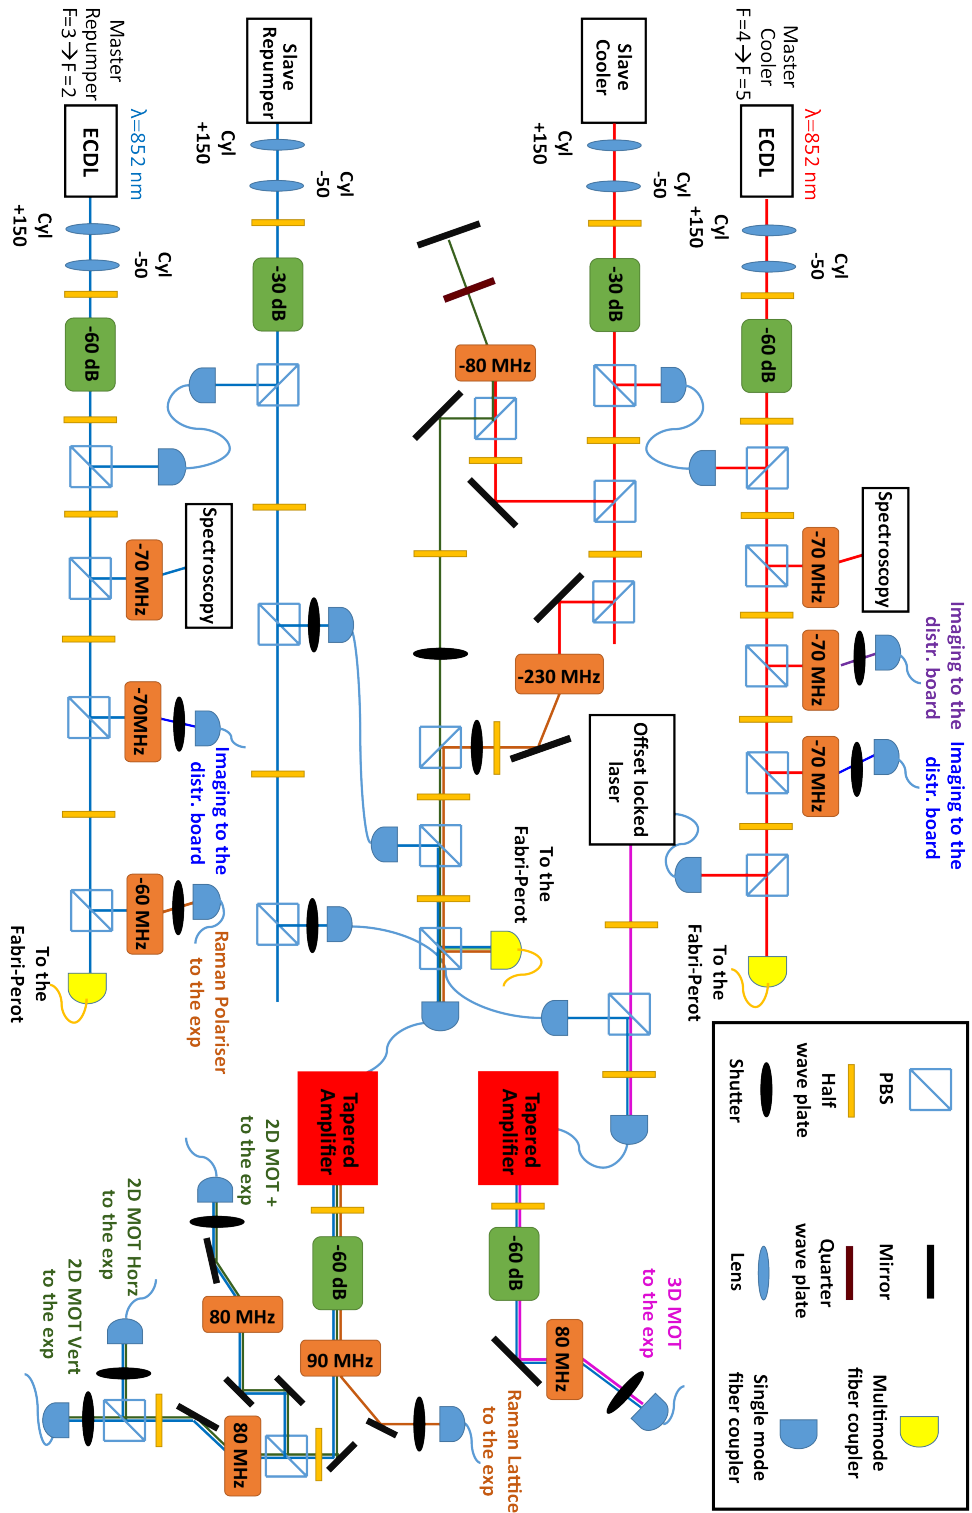 Master
Cooler
F=4→F=5
λ=852 nm
ECDL
Cyl
+150
Cyl
-50
-60 dB
Spectroscopy
-70 MHz
-70 MHz
-70 MHz
Imaging to the
distr. board
Imaging to the
distr. board
To the
Fabri-Perot
Slave
Cooler
Cyl
+150
Cyl
-50
-30 dB
-80 MHz
-230 MHz
Offset locked
laser
To the
Fabri-Perot
Slave
Repumper
Cyl
+150
Cyl
-50
-30 dB
Master
Repumper
F=3→F=2
λ=852 nm
ECDL
Cyl
+150
Cyl
-50
-60 dB
Spectroscopy
-70 MHz
-70MHz
-60 MHz
Imaging to the
distr. board
Raman Polariser
to the exp
To the
Fabri-Perot
Tapered
Amplifier
-60 dB
80 MHz
3D MOT
to the exp
Tapered
Amplifier
-60 dB
90 MHz
Raman Lattice
to the exp
80 MHz
80 MHz
2D MOT +
to the exp
2D MOT Horz
to the exp
2D MOT Vert
to the exp
PBS
Half
wave plate
Shutter
Mirror
Quarter
wave plate
Lens
Multimode
fiber coupler
Single mode
fiber coupler